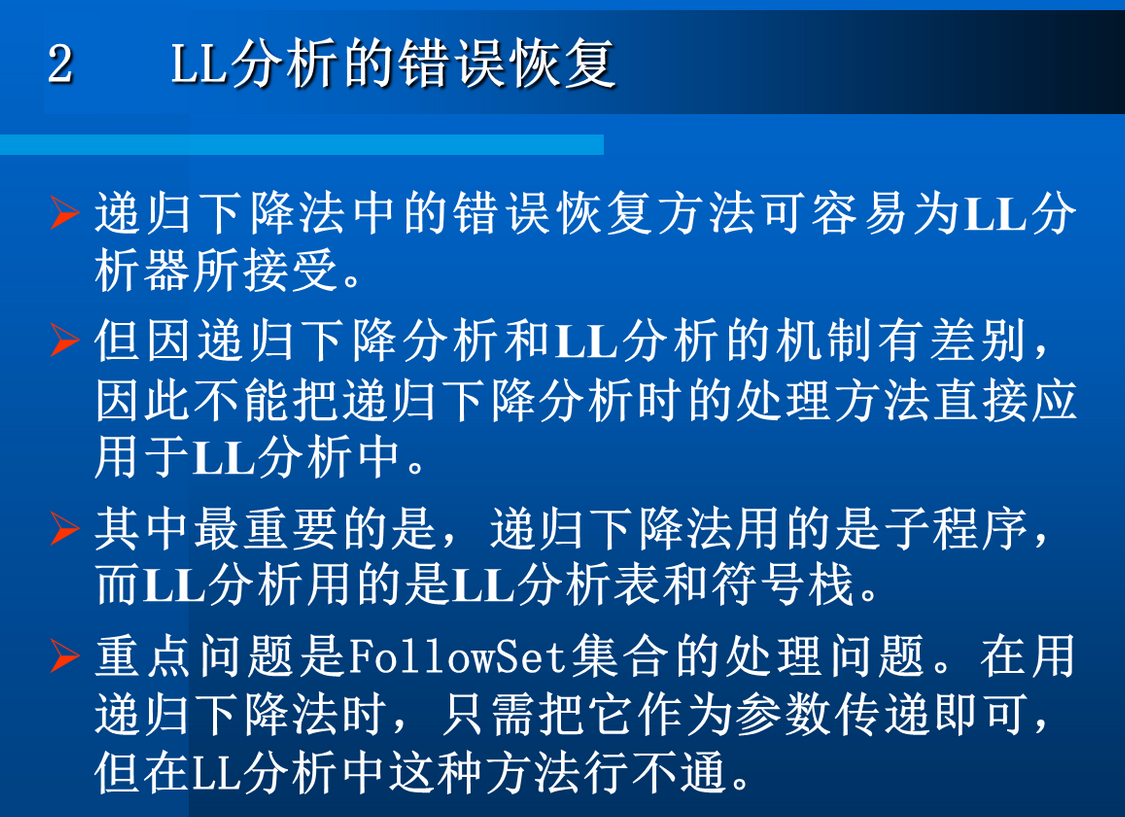 2 LL分析的错误恢复
递归下降法中的错误恢复方法可容易为LL分
析器所接受。
但因递归下降分析和LL分析的机制有差别，
因此不能把递归下降分析时的处理方法直接应
用于LL分析中。
其中最重要的是，递归下降法用的是子程序，
而LL分析用的是LL分析表和符号栈。
重点问题是FollowSet集合的处理问题。在用
递归下降法时，只需把它作为参数传递即可，
但在LL分析中这种方法行不通。